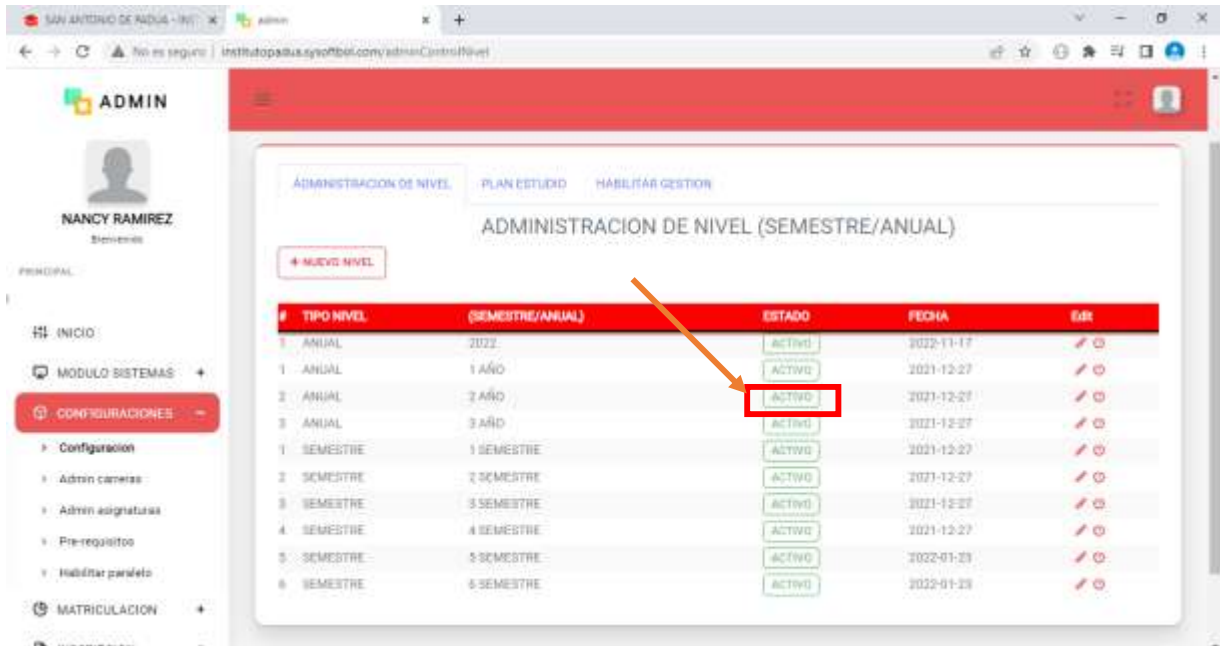 SAN ANTONIO DE PADUA - INST
admin
No es seguro | institutopadua.sysoftbol.com/adminControlNivel
ADMIN
NANCY RAMIREZ
Bienvenido
PRINCIPAL
INICIO
MODULO SISTEMAS +
CONFIGURACIONES −
Configuracion
Admin carreras
Admin asignaturas
Pre-requisitos
Habilitar paralelo
MATRICULACION +
ADMINISTRACION DE NIVEL PLAN ESTUDIO HABILITAR GESTION
ADMINISTRACION DE NIVEL (SEMESTRE/ANUAL)
+ NUEVO NIVEL
# TIPO NIVEL (SEMESTRE/ANUAL) ESTADO FECHA Edit
1 ANUAL 2022 ACTIVO 2022-11-17
1 ANUAL 1 AÑO ACTIVO 2021-12-27
2 ANUAL 2 AÑO ACTIVO 2021-12-27
3 ANUAL 3 AÑO ACTIVO 2021-12-27
1 SEMESTRE 1 SEMESTRE ACTIVO 2021-12-27
2 SEMESTRE 2 SEMESTRE ACTIVO 2021-12-27
3 SEMESTRE 3 SEMESTRE ACTIVO 2021-12-27
4 SEMESTRE 4 SEMESTRE ACTIVO 2021-12-27
5 SEMESTRE 5 SEMESTRE ACTIVO 2022-01-23
6 SEMESTRE 6 SEMESTRE ACTIVO 2022-01-23